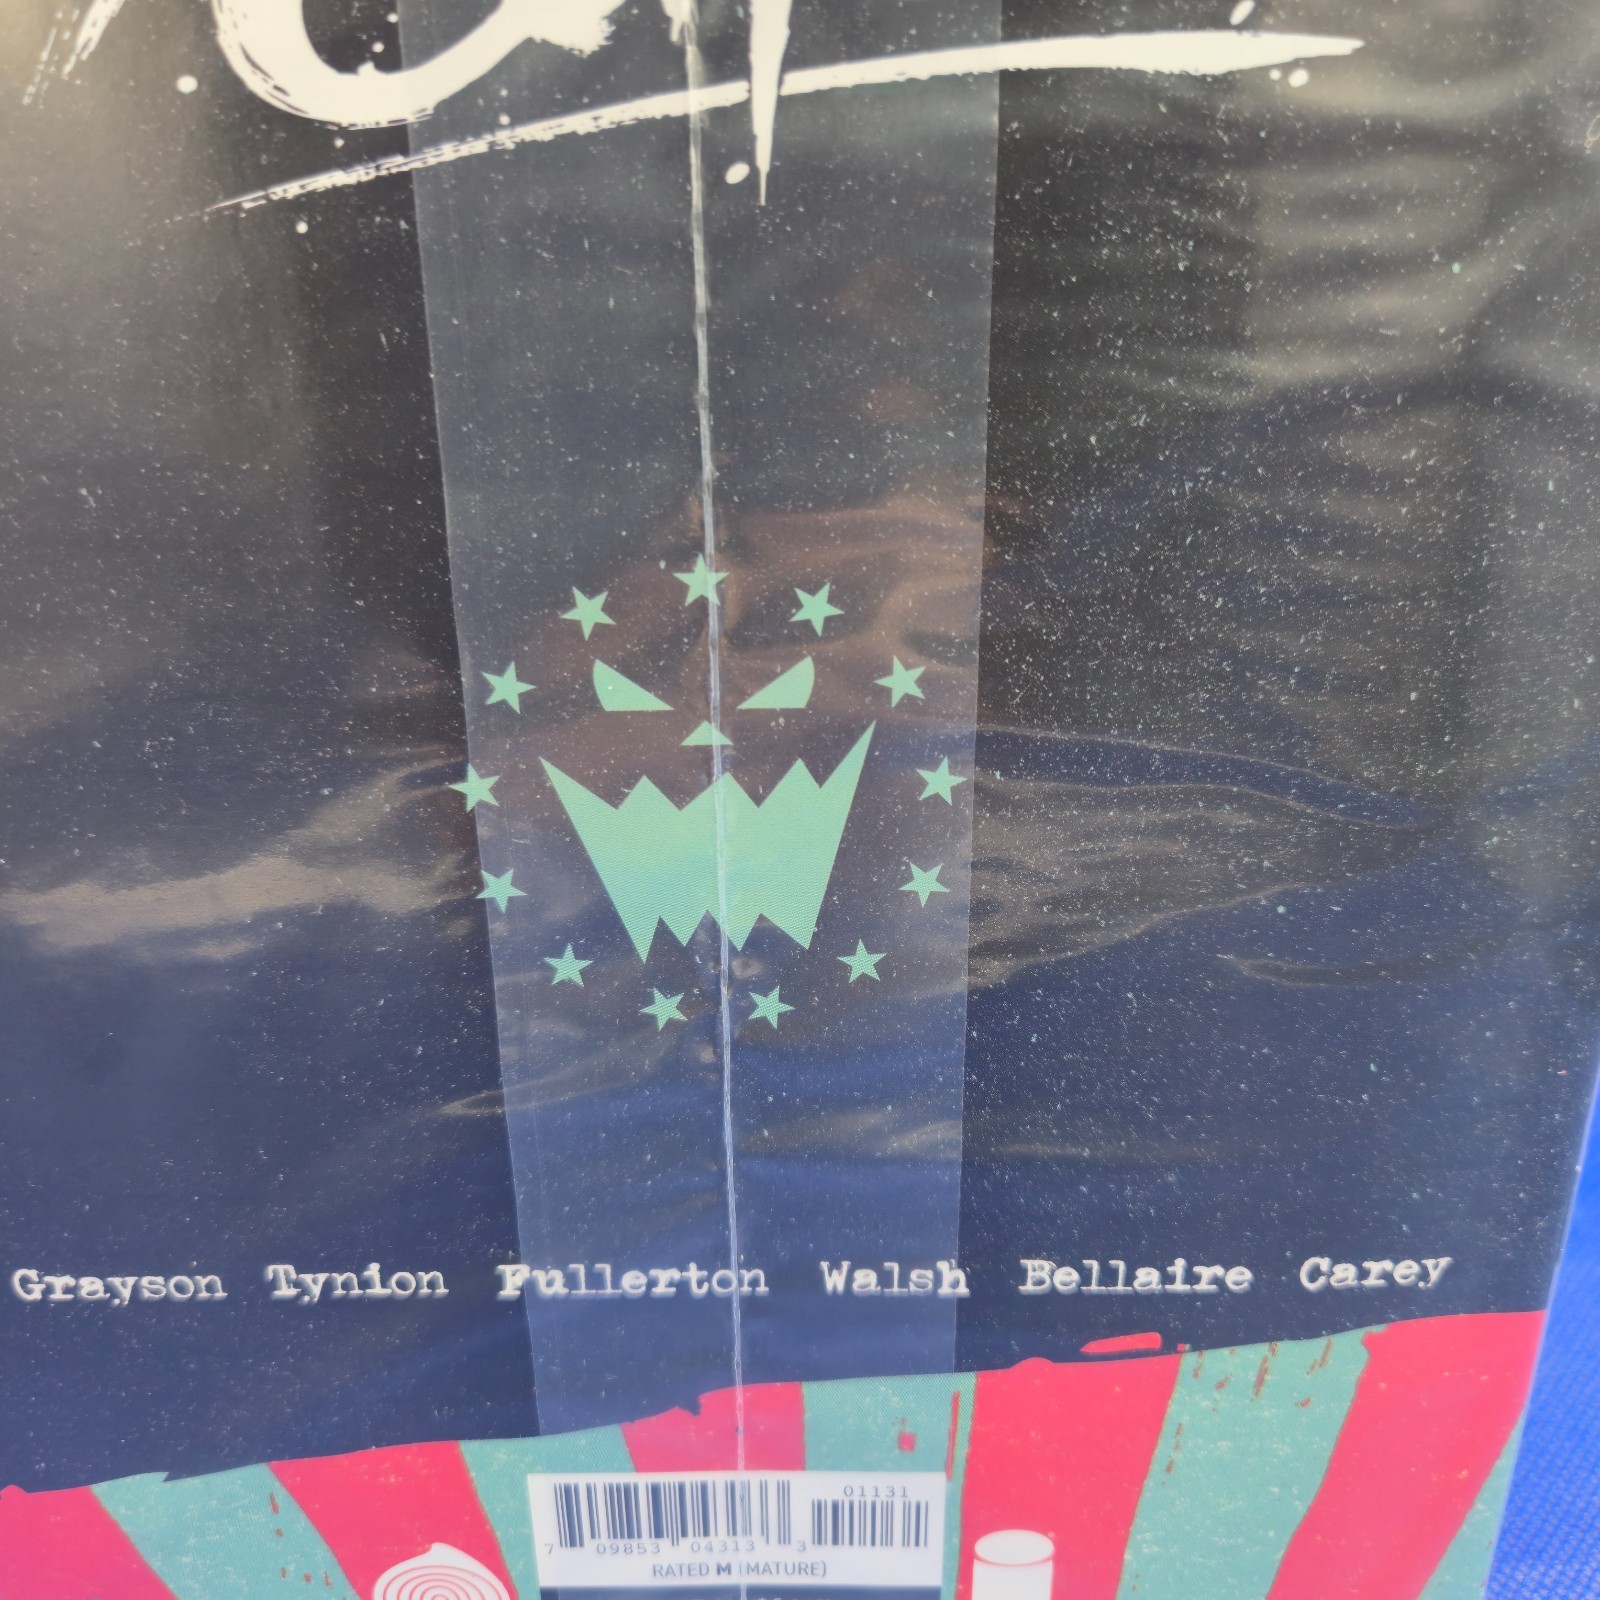 Grayson Tynion Fullerton Walsh Bellaire Carey
01131
7 09853 04313 3
RATED M (MATURE)